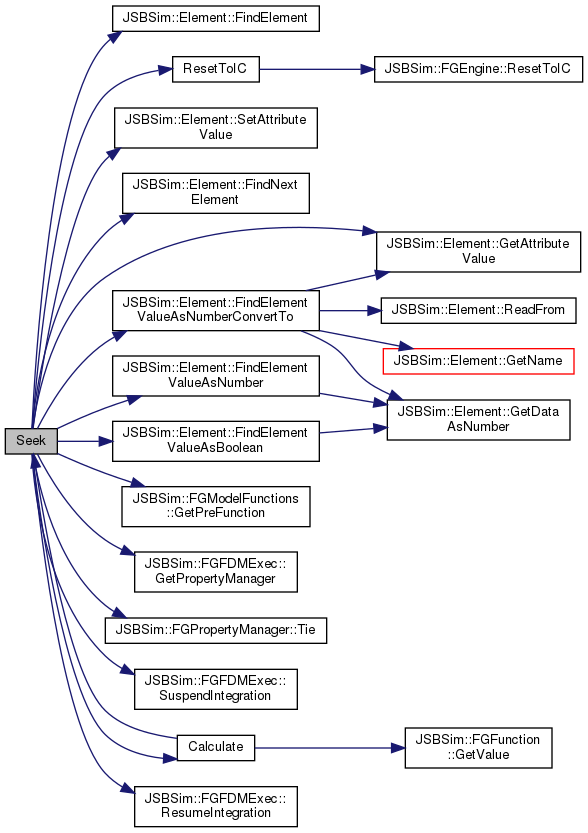 JSBSim::Element::FindElement
ResetToIC
JSBSim::FGEngine::ResetToIC
JSBSim::Element::SetAttribute
Value
JSBSim::Element::FindNext
Element
JSBSim::Element::GetAttribute
Value
JSBSim::Element::FindElement
ValueAsNumberConvertTo
JSBSim::Element::ReadFrom
JSBSim::Element::GetName
JSBSim::Element::FindElement
ValueAsNumber
JSBSim::Element::GetData
AsNumber
Seek
JSBSim::Element::FindElement
ValueAsBoolean
JSBSim::FGModelFunctions
::GetPreFunction
JSBSim::FGFDMExec::
GetPropertyManager
JSBSim::FGPropertyManager::Tie
JSBSim::FGFDMExec::
SuspendIntegration
Calculate
JSBSim::FGFunction
::GetValue
JSBSim::FGFDMExec::
ResumeIntegration